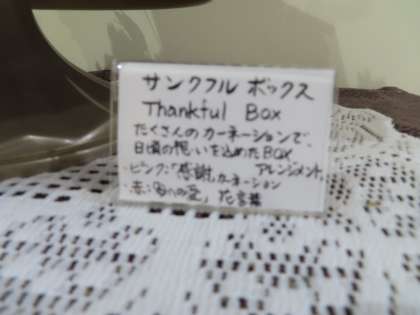 サンクフル ボックス
Thankful Box
たくさんのカーネーションで、
日頃の想いを込めたBOX
アレンジメント
・ピンク:「感謝」カーネーション
・赤:「母への愛」花言葉